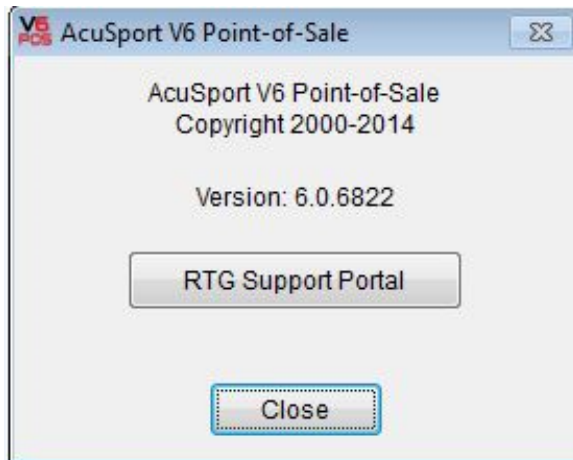 V6
POS
AcuSport V6 Point-of-Sale
AcuSport V6 Point-of-Sale
Copyright 2000-2014
Version: 6.0.6822
RTG Support Portal
Close